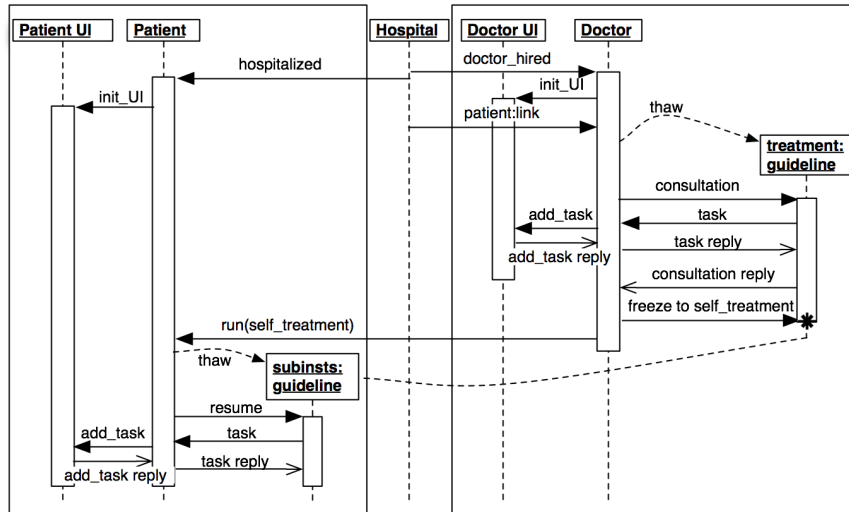 Patient UI
Patient
Hospital
Doctor UI
Doctor
hospitalized
doctor_hired
init_UI
init_UI
patient:link
thaw
treatment:
guideline
consultation
add_task
task
add_task reply
task reply
consultation reply
freeze to self_treatment
run(self_treatment)
thaw
subinsts:
guideline
resume
add_task
task
add_task reply
task reply